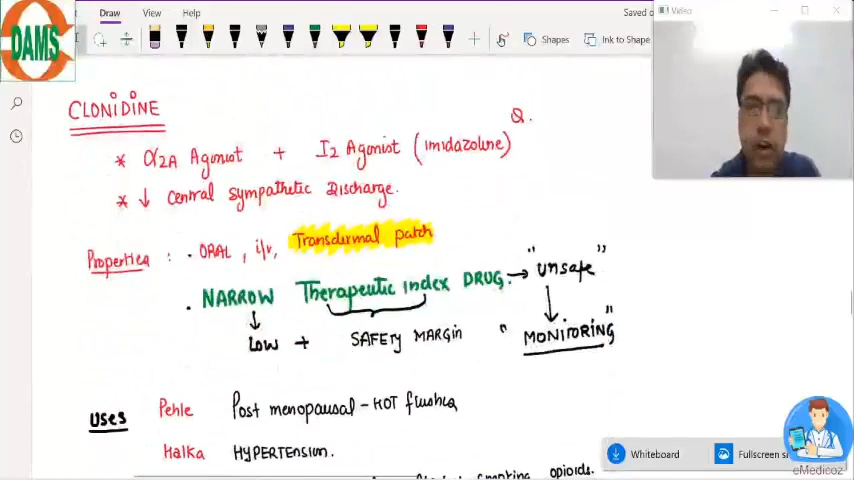 Draw View Help
Saved o
Video
DAMS
Shapes
Ink to Shape
CLONIDINE
Q.
* α2A Agonist + I2 Agonist (imidazoline)
* ↓ Central Sympathetic Discharge.
Properties : • ORAL, i/v, Transdermal patch
• NARROW Therapeutic index DRUG. → "unsafe"
↓
LOW + SAFETY MARGIN "MONITORING"
Uses Pehle Post menopausal - HOT flushes
Halka HYPERTENSION.
opioids.
Whiteboard
Fullscreen
eMedicoz